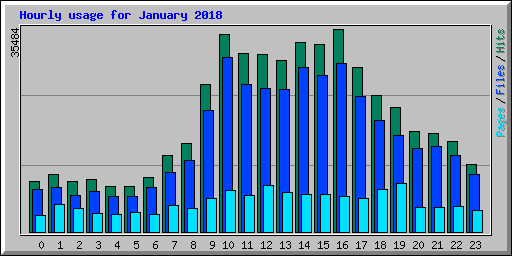 Hourly usage for January 2018
35484
Pages/Files/Hits
0 1 2 3 4 5 6 7 8 9 10 11 12 13 14 15 16 17 18 19 20 21 22 23